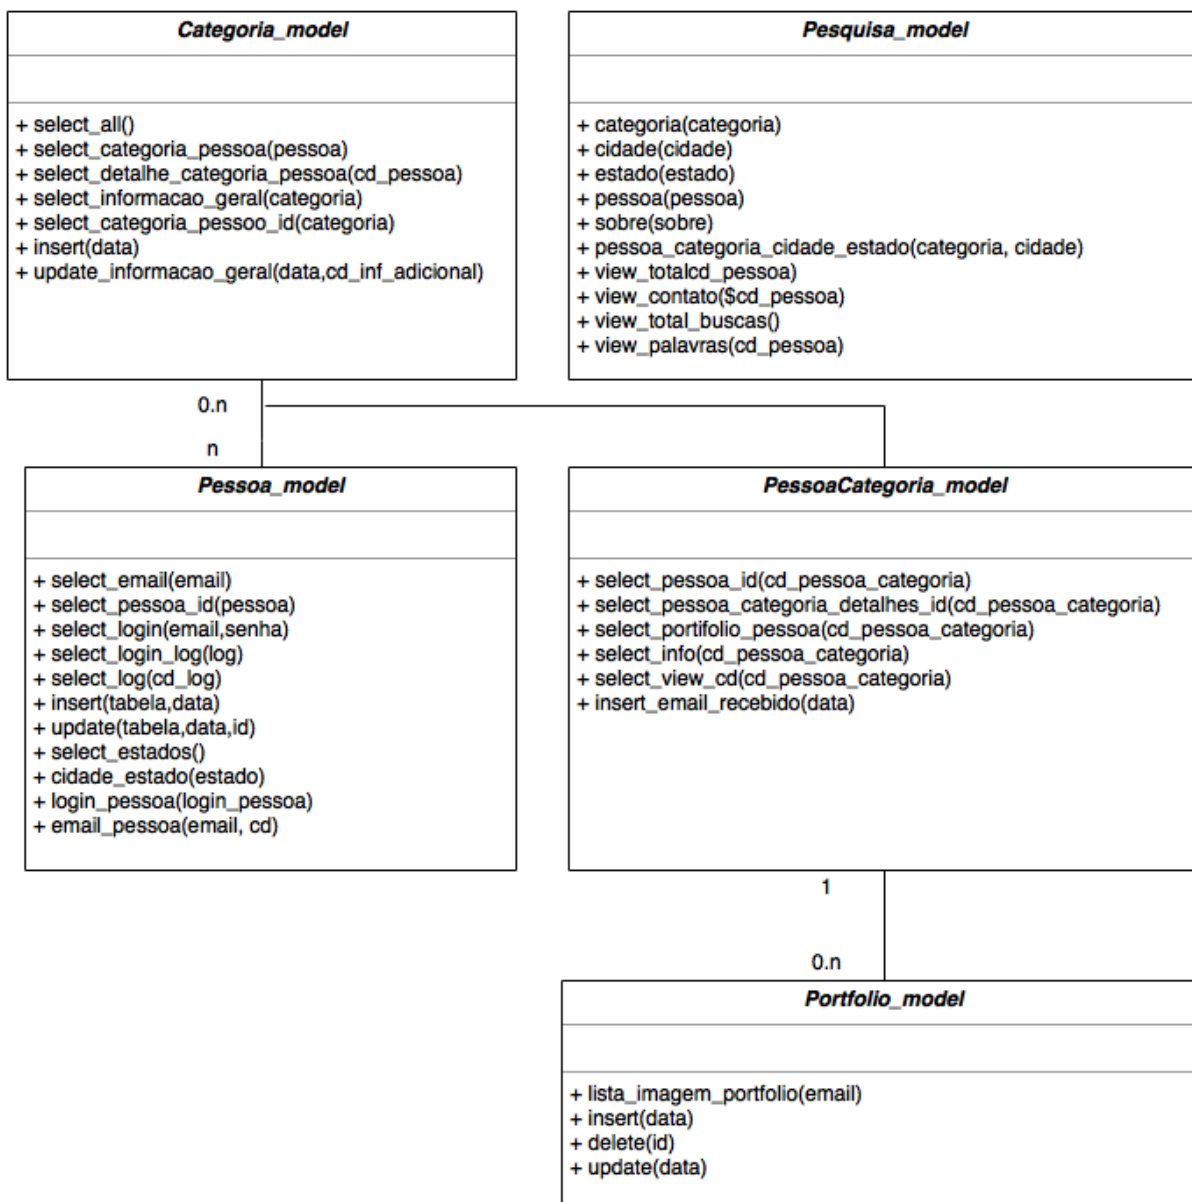 Categoria_model
+ select_all()
+ select_categoria_pessoa(pessoa)
+ select_detalhe_categoria_pessoa(cd_pessoa)
+ select_informacao_geral(categoria)
+ select_categoria_pessoo_id(categoria)
+ insert(data)
+ update_informacao_geral(data,cd_inf_adicional)
Pesquisa_model
+ categoria(categoria)
+ cidade(cidade)
+ estado(estado)
+ pessoa(pessoa)
+ sobre(sobre)
+ pessoa_categoria_cidade_estado(categoria, cidade)
+ view_totalcd_pessoa)
+ view_contato($cd_pessoa)
+ view_total_buscas()
+ view_palavras(cd_pessoa)
0.n
n
Pessoa_model
+ select_email(email)
+ select_pessoa_id(pessoa)
+ select_login(email,senha)
+ select_login_log(log)
+ select_log(cd_log)
+ insert(tabela,data)
+ update(tabela,data,id)
+ select_estados()
+ cidade_estado(estado)
+ login_pessoa(login_pessoa)
+ email_pessoa(email, cd)
PessoaCategoria_model
+ select_pessoa_id(cd_pessoa_categoria)
+ select_pessoa_categoria_detalhes_id(cd_pessoa_categoria)
+ select_portifolio_pessoa(cd_pessoa_categoria)
+ select_info(cd_pessoa_categoria)
+ select_view_cd(cd_pessoa_categoria)
+ insert_email_recebido(data)
1
0.n
Portfolio_model
+ lista_imagem_portfolio(email)
+ insert(data)
+ delete(id)
+ update(data)